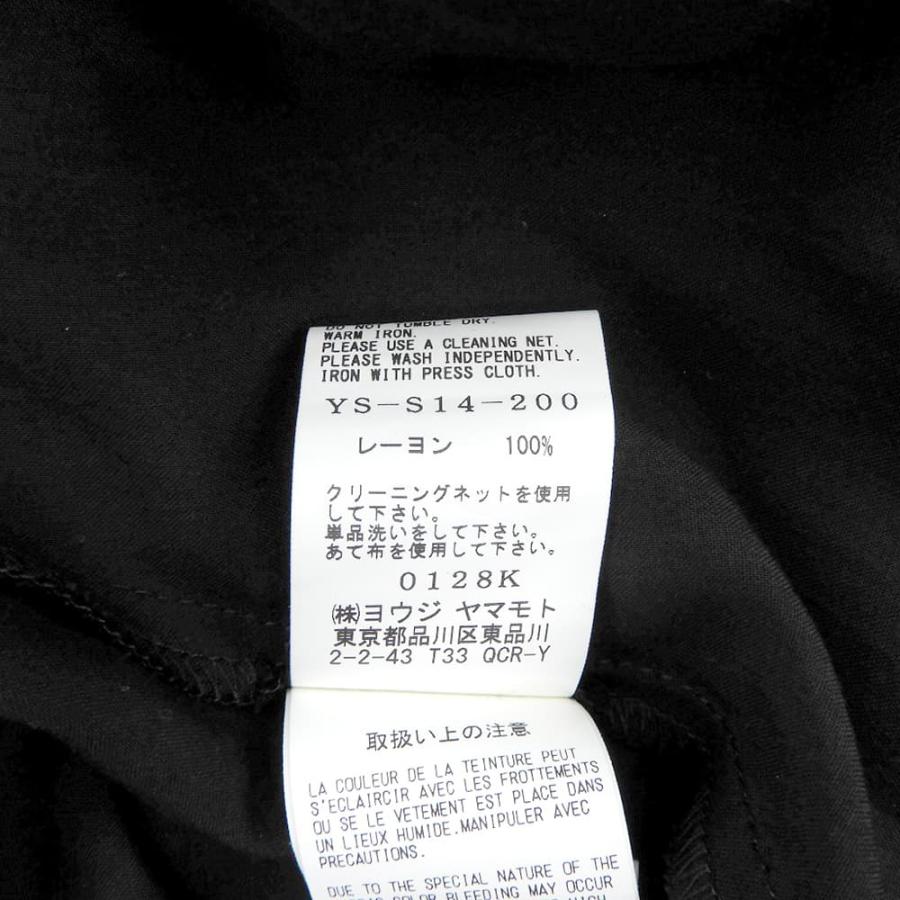 DO NOT TUMBLE DRY.
WARM IRON.
PLEASE USE A CLEANING NET.
PLEASE WASH INDEPENDENTLY.
IRON WITH PRESS CLOTH.
YS-S14-200
レーヨン 100%
クリーニングネットを使用
して下さい。
単品洗いをして下さい。
あて布を使用して下さい。
0128K
㈱ヨウジ ヤマモト
東京都品川区東品川
2-2-43 T33 QCR-Y
取扱い上の注意
LA COULEUR DE LA TEINTURE PEUT
S'ECLAIRCIR AVEC LES FROTTEMENTS
OU SE LE VETEMENT EST PLACE DANS
UN LIEUX HUMIDE.MANIPULER AVEC
PRECAUTIONS.
DUE TO THE SPECIAL NATURE OF THE
COLOR BLEEDING MAY OCCUR
HIGH